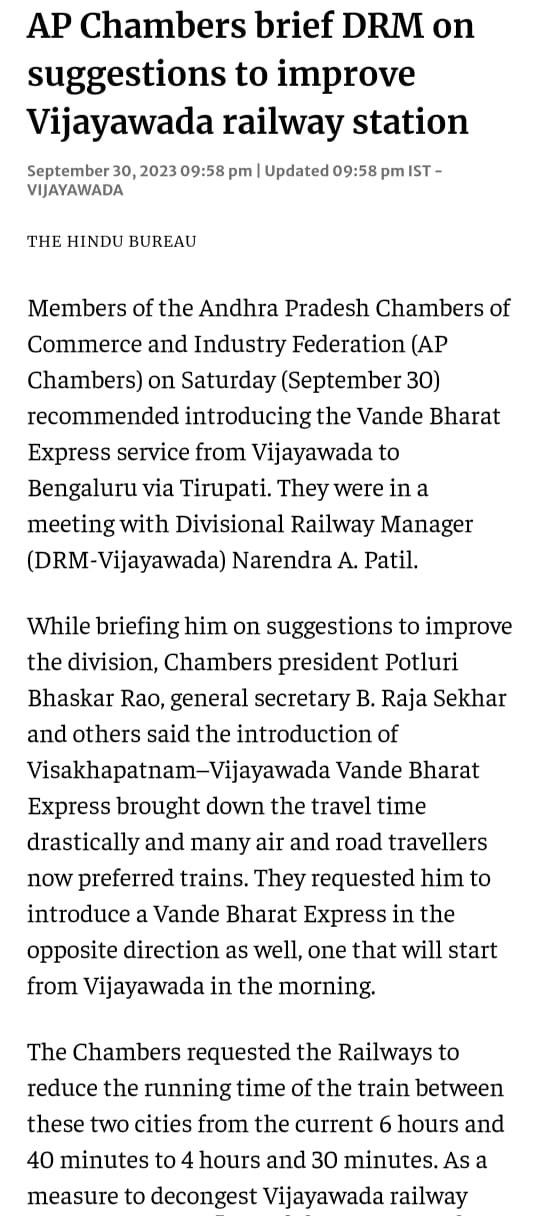 AP Chambers brief DRM on
suggestions to improve
Vijayawada railway station
September 30, 2023 09:58 pm | Updated 09:58 pm IST -
VIJAYAWADA
THE HINDU BUREAU
Members of the Andhra Pradesh Chambers of
Commerce and Industry Federation (AP
Chambers) on Saturday (September 30)
recommended introducing the Vande Bharat
Express service from Vijayawada to
Bengaluru via Tirupati. They were in a
meeting with Divisional Railway Manager
(DRM-Vijayawada) Narendra A. Patil.
While briefing him on suggestions to improve
the division, Chambers president Potluri
Bhaskar Rao, general secretary B. Raja Sekhar
and others said the introduction of
Visakhapatnam–Vijayawada Vande Bharat
Express brought down the travel time
drastically and many air and road travellers
now preferred trains. They requested him to
introduce a Vande Bharat Express in the
opposite direction as well, one that will start
from Vijayawada in the morning.
The Chambers requested the Railways to
reduce the running time of the train between
these two cities from the current 6 hours and
40 minutes to 4 hours and 30 minutes. As a
measure to decongest Vijayawada railway